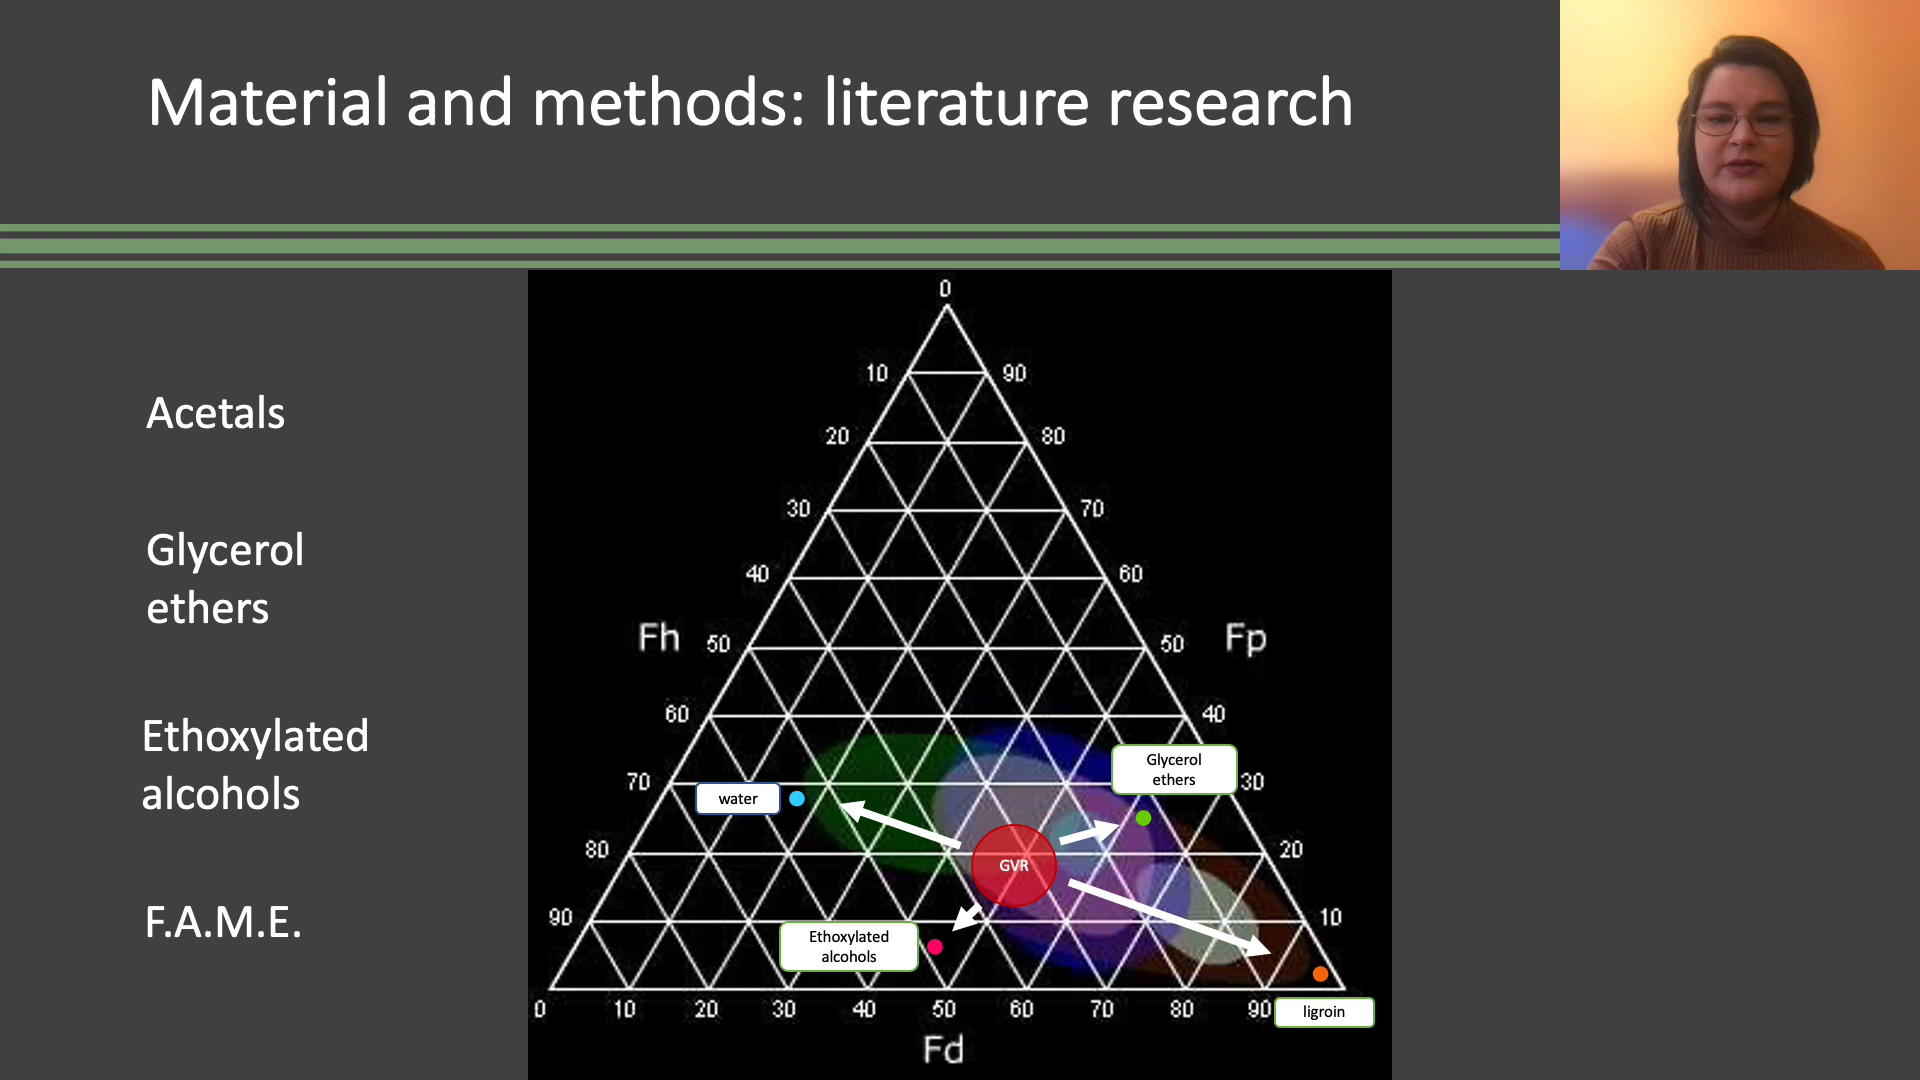 Material and methods: literature research
Acetals
Glycerol
ethers
Ethoxylated
alcohols
F.A.M.E.
0
10 90
20 80
30 70
40 60
Fh 50 50 Fp
60 40
Glycerol
ethers
70 30
water
80 20
GVR
90 10
Ethoxylated
alcohols
0 10 20 30 40 50 60 70 80 90
ligroin
Fd